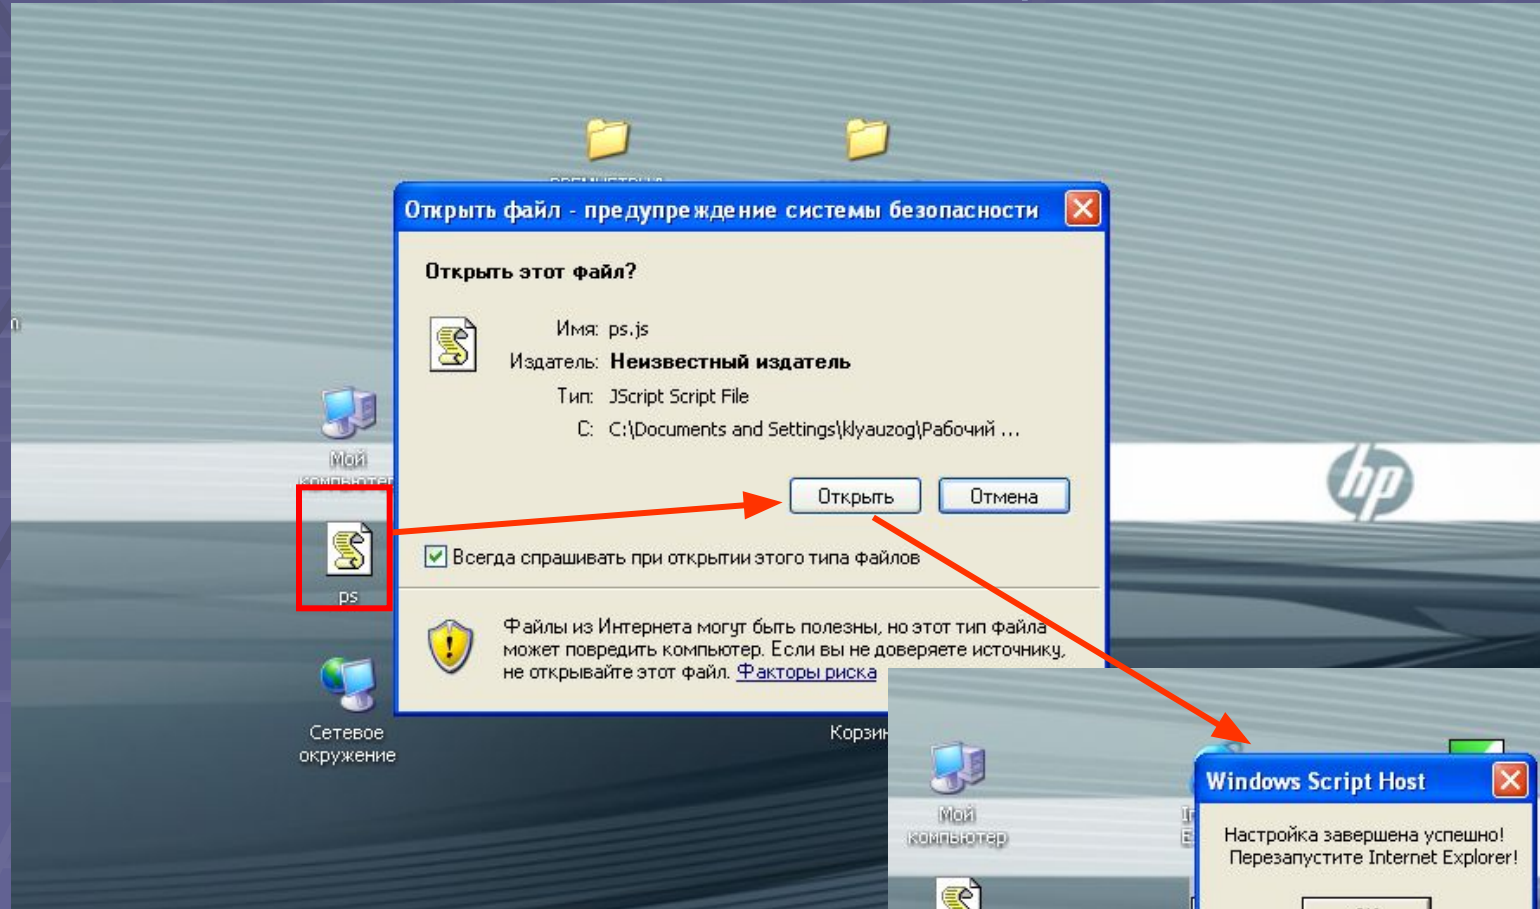 Открыть файл - предупреждение системы безопасности
Открыть этот файл?
Имя: ps.js
Издатель: Неизвестный издатель
Тип: JScript Script File
С: C:\Documents and Settings\klyauzog\Рабочий ...
Открыть
Отмена
Всегда спрашивать при открытии этого типа файлов
Файлы из Интернета могут быть полезны, но этот тип файла
может повредить компьютер. Если вы не доверяете источнику,
не открывайте этот файл. Факторы риска
Мой
компьютер
ps
Сетевое
окружение
hp
Мой
компьютер
Windows Script Host
Настройка завершена успешно!
Перезапустите Internet Explorer!